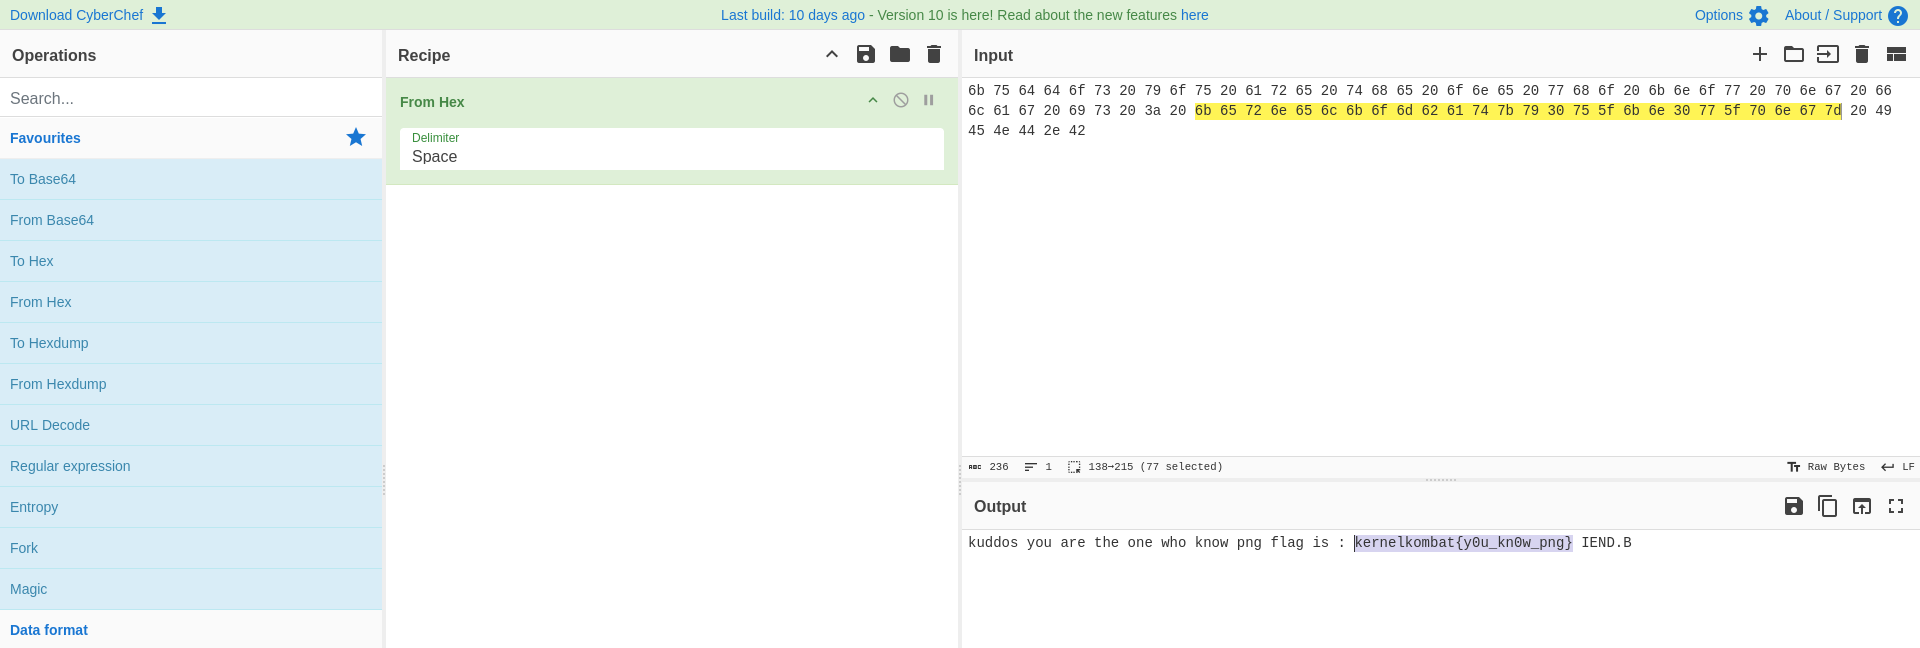 Download CyberChef
Last build: 10 days ago - Version 10 is here! Read about the new features here
Options
About / Support
Operations
Search...
Favourites
To Base64
From Base64
To Hex
From Hex
To Hexdump
From Hexdump
URL Decode
Regular expression
Entropy
Fork
Magic
Data format
Recipe
From Hex
Delimiter
Space
Input
6b 75 64 64 6f 73 20 79 6f 75 20 61 72 65 20 74 68 65 20 6f 6e 65 20 77 68 6f 20 6b 6e 6f 77 20 70 6e 67 20 66
6c 61 67 20 69 73 20 3a 20 6b 65 72 6e 65 6c 6b 6f 6d 62 61 74 7b 79 30 75 5f 6b 6e 30 77 5f 70 6e 67 7d 20 49
45 4e 44 2e 42
ABC 236 1 138→215 (77 selected)
Raw Bytes LF
Output
kuddos you are the one who know png flag is : kernelkombat{y0u_kn0w_png} IEND.B